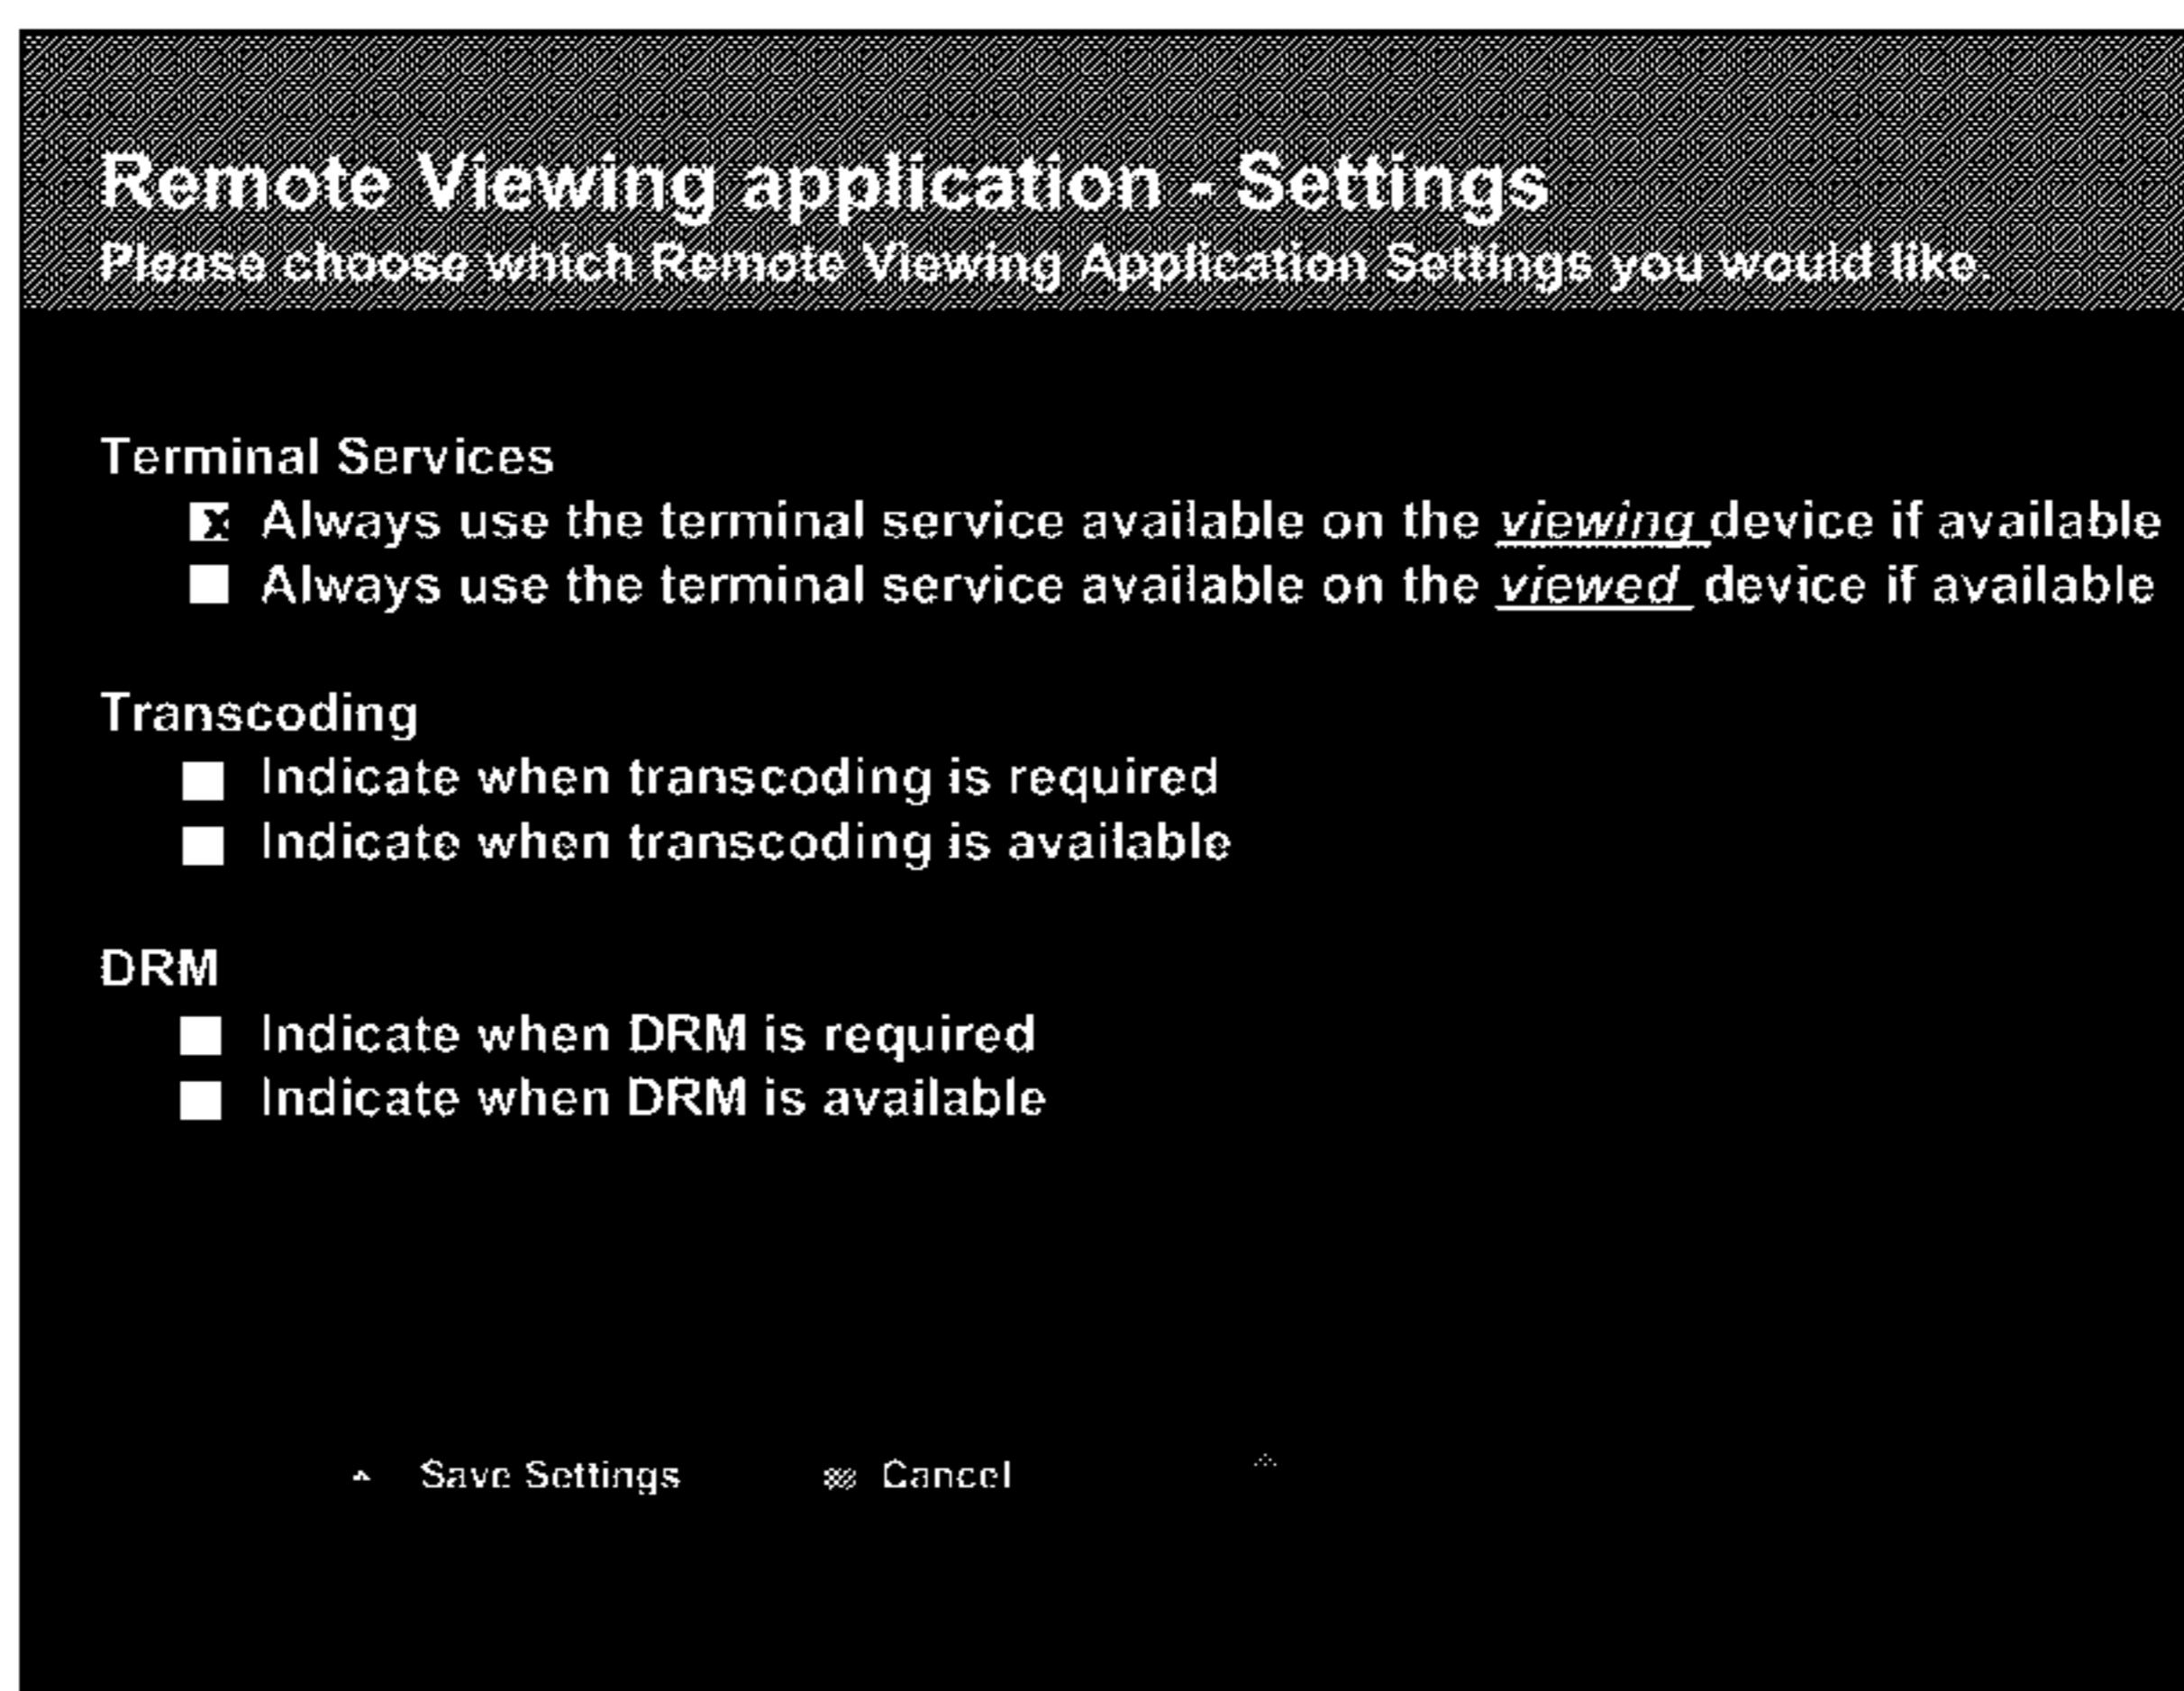 Remote Viewing application - Settings
Please choose which Remote Viewing Application Settings you would like.
Terminal Services
x Always use the terminal service available on the viewing device if available
Always use the terminal service available on the viewed device if available
Transcoding
Indicate when transcoding is required
Indicate when transcoding is available
DRM
Indicate when DRM is required
Indicate when DRM is available
Save Settings Cancel